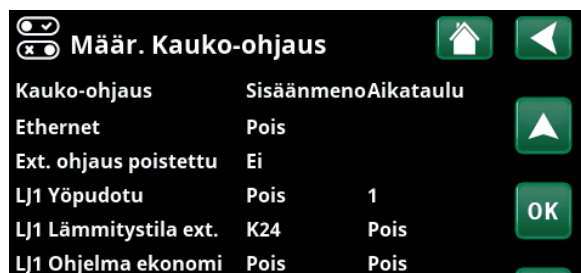 Määr. Kauko-ohjaus
Kauko-ohjaus SisäänmenoAikataulu
Ethernet Pois
Ext. ohjaus poistettu Ei
LJ1 Yöpudotu Pois 1
OK
LJ1 Lämmitystila ext. K24 Pois
LJ1 Ohjelma ekonomi Pois Pois